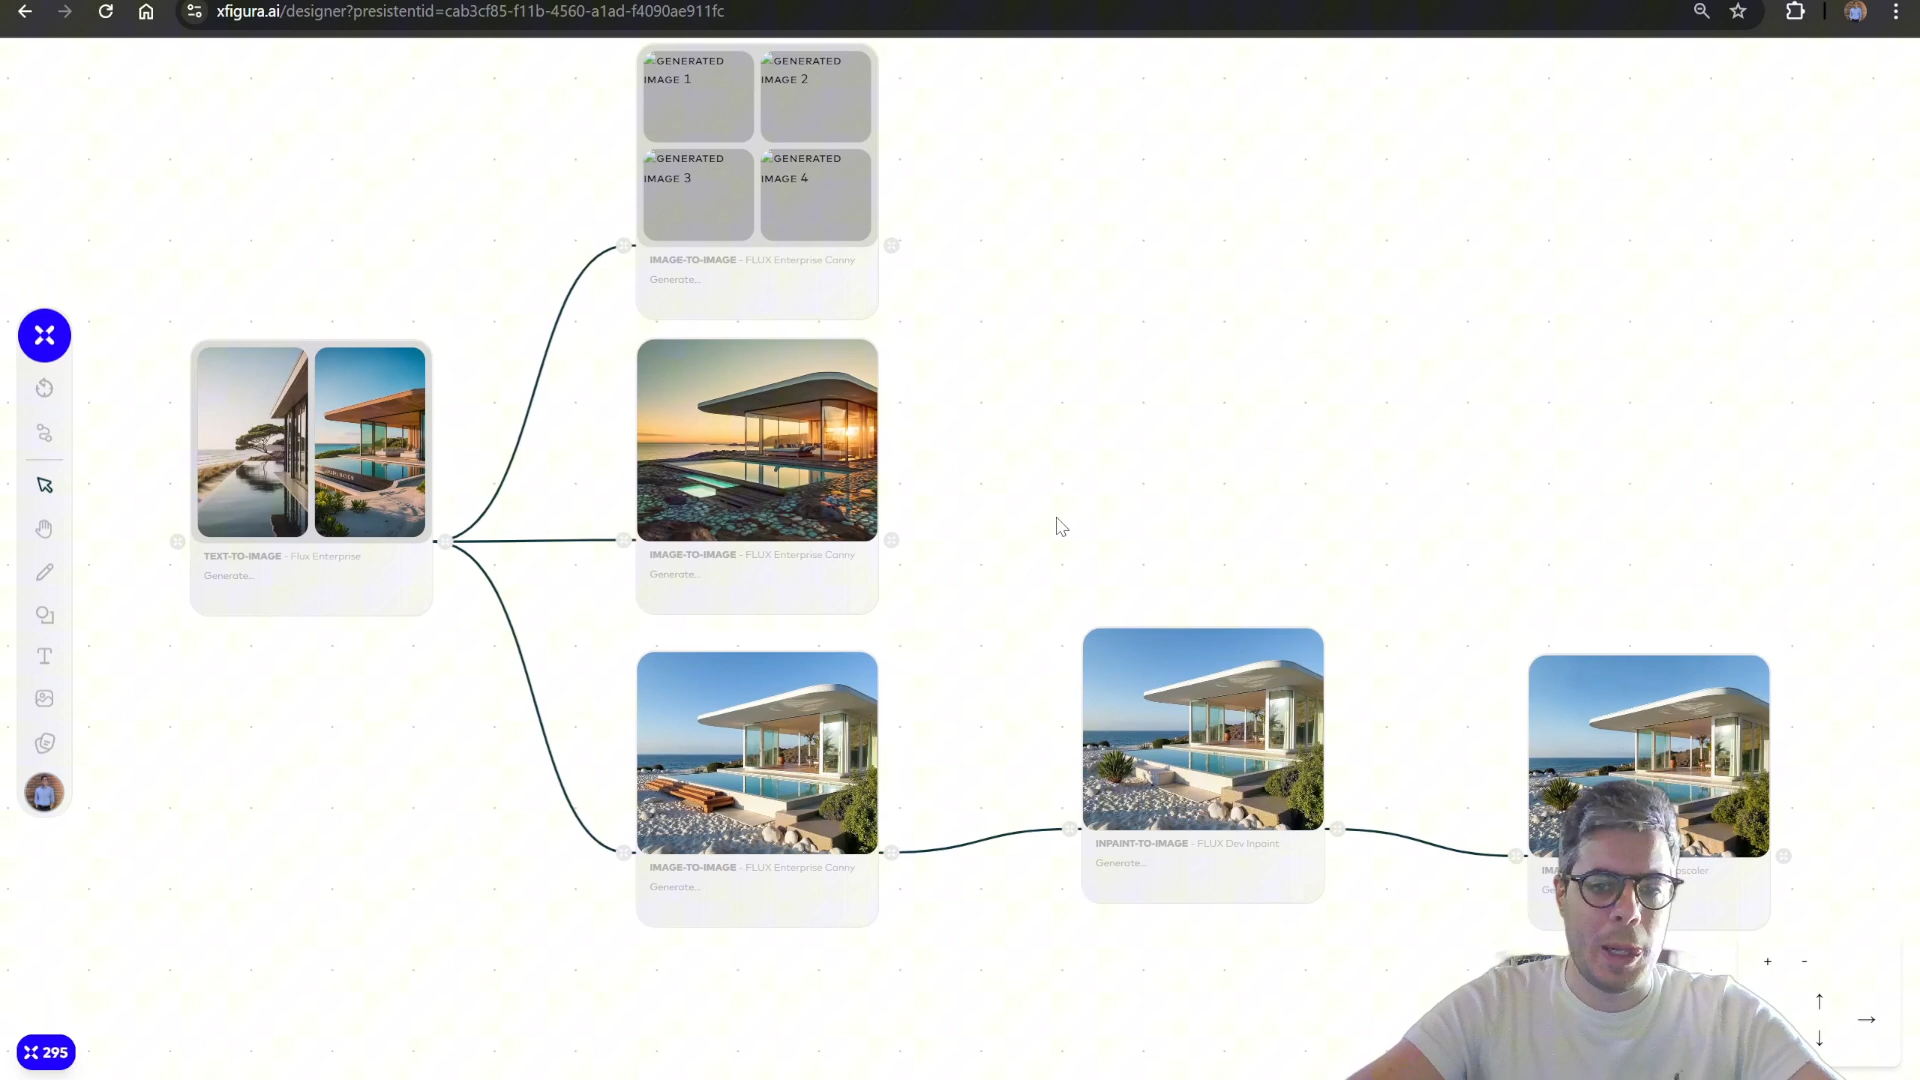 xfigura.ai/designer?presistentid=cab3cf85-f11b-4560-a1ad-f4090ae911fc
GENERATED
IMAGE 1
GENERATED
IMAGE 2
GENERATED
IMAGE 3
GENERATED
IMAGE 4
IMAGE-TO-IMAGE - FLUX Enterprise Canny
Generate...
TEXT-TO-IMAGE - Flux Enterprise
Generate...
IMAGE-TO-IMAGE - FLUX Enterprise Canny
Generate...
IMAGE-TO-IMAGE - FLUX Enterprise Canny
Generate...
INPAINT-TO-IMAGE - FLUX Dev Inpaint
Generate...
295